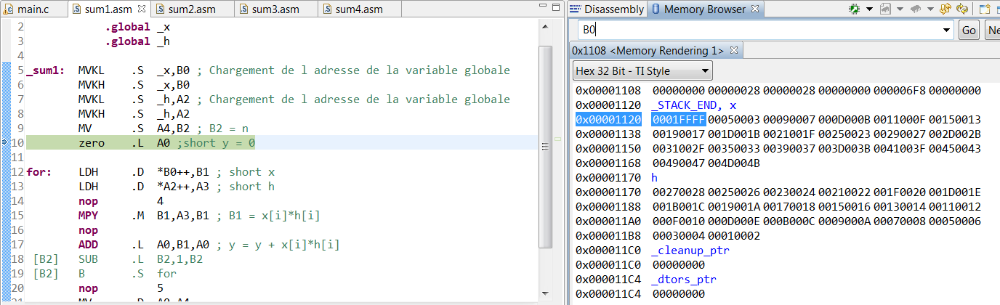 main.c sum1.asm sum2.asm sum3.asm sum4.asm
2 .global _x
3 .global _h
4
5 _sum1: MVKL .S _x,B0 ; Chargement de l adresse de la variable globale
6 MVKH .S _x,B0
7 MVKL .S _h,A2 ; Chargement de l adresse de la variable globale
8 MVKH .S _h,A2
9 MV .S A4,B2 ; B2 = n
10 zero .L A0 ;short y = 0
11
12 for: LDH .D *B0++,B1 ; short x
13 LDH .D *A2++,A3 ; short h
14 nop 4
15 MPY .M B1,A3,B1 ; B1 = x[i]*h[i]
16 nop
17 ADD .L A0,B1,A0 ; y = y + x[i]*h[i]
18 [B2] SUB .L B2,1,B2
19 [B2] B .S for
20 nop 5
21 MV .D A0,A4
Disassembly Memory Browser
B0 Go Ne
0x1108 <Memory Rendering 1>
Hex 32 Bit - TI Style
0x00001108 00000000 00000028 00000028 00000000 000006F8 00000000
0x00001120 _STACK_END, x
0x00001120 0001FFFF 00050003 00090007 000D000B 0011000F 00150013
0x00001138 00190017 001D001B 0021001F 00250023 00290027 002D002B
0x00001150 0031002F 00350033 00390037 003D003B 0041003F 00450043
0x00001168 00490047 004D004B
0x00001170 h
0x00001170 00270028 00250026 00230024 00210022 001F0020 001D001E
0x00001188 001B001C 0019001A 00170018 00150016 00130014 00110012
0x000011A0 000F0010 000D000E 000B000C 0009000A 00070008 00050006
0x000011B8 00030004 00010002
0x000011C0 _cleanup_ptr
0x000011C0 00000000
0x000011C4 _dtors_ptr
0x000011C4 00000000